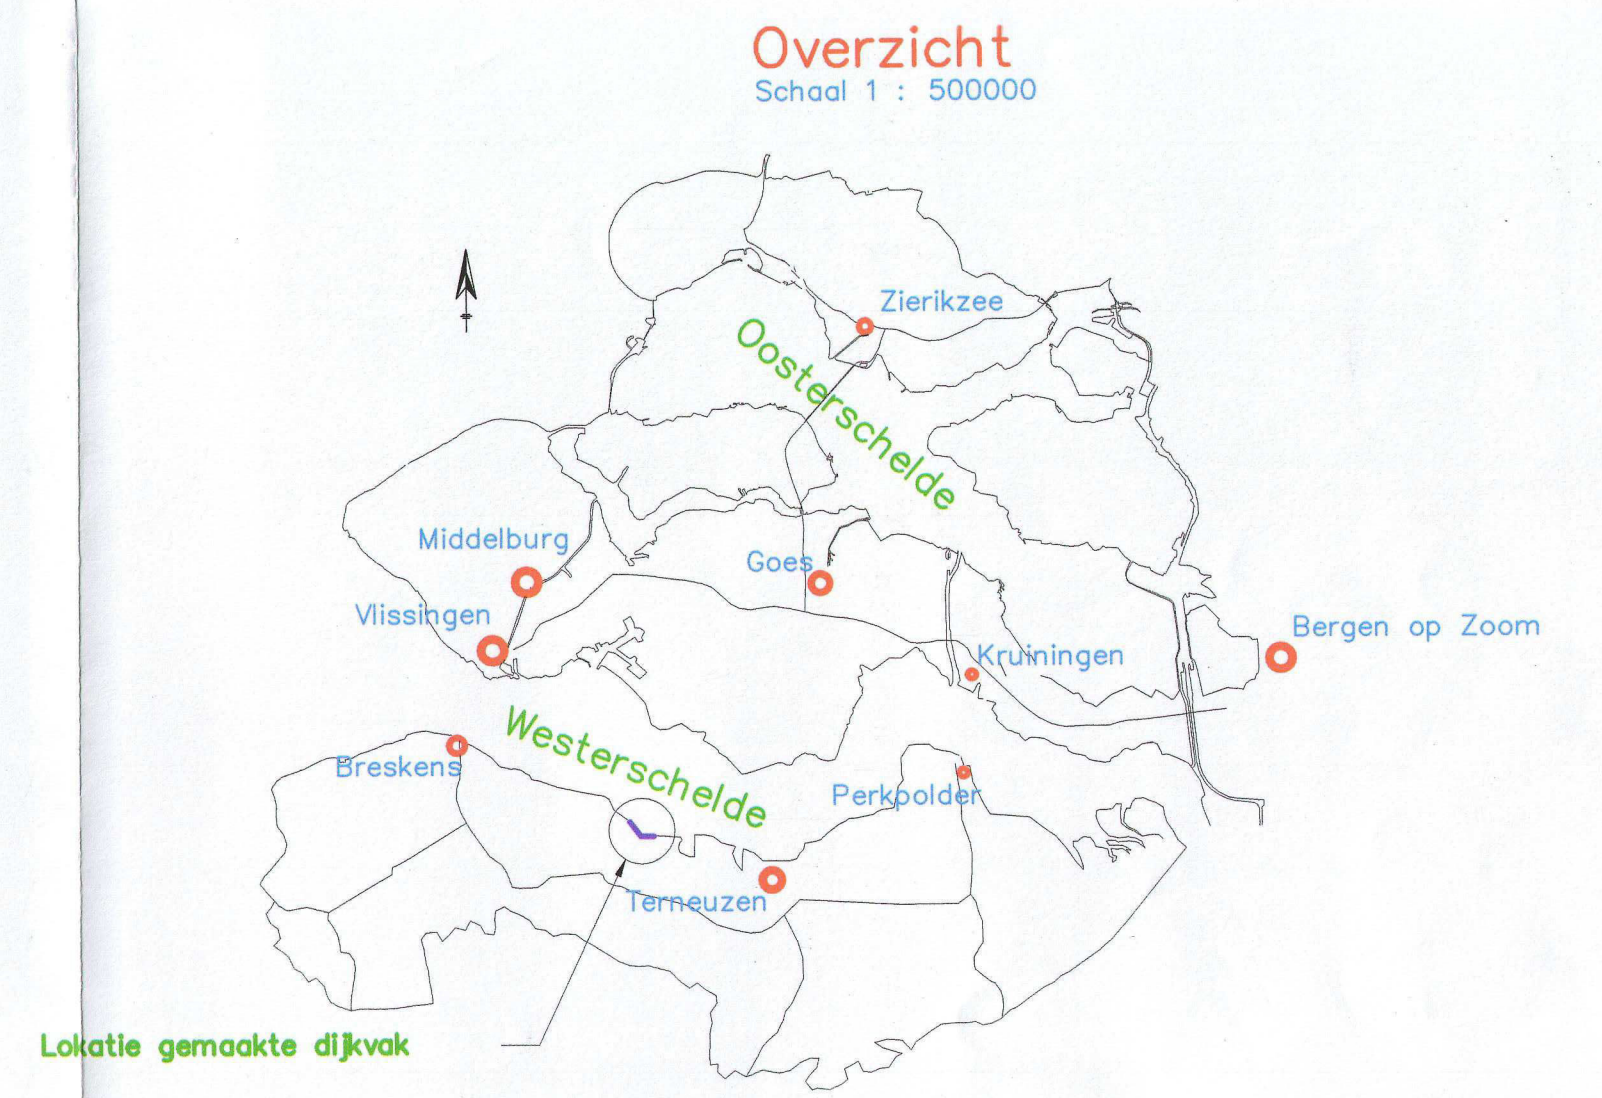 Overzicht
Schaal 1 : 500000
Zierikzee
Oosterschelde
Middelburg
Goes
Vlissingen
Bergen op Zoom
Kruiningen
Westerschelde
Breskens
Perkpolder
Terneuzen
Lokatie gemaakte dijkvak